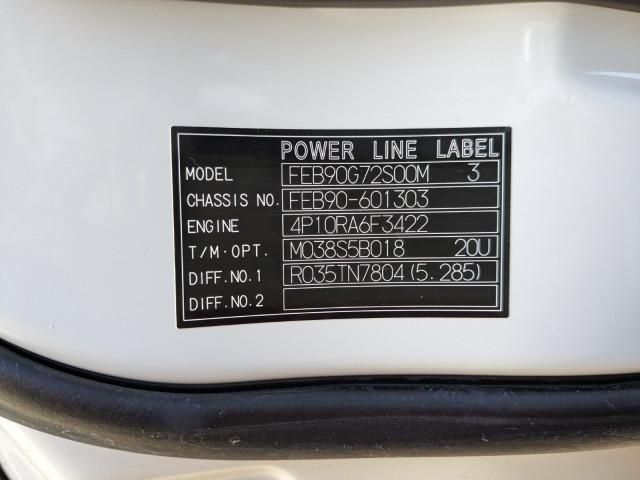 POWER LINE LABEL
MODEL FEB90G72S00M 3
CHASSIS NO. FEB90-601303
ENGINE 4P10RA6F3422
T/M·OPT. M038S5B018 20U
DIFF.NO.1 R035TN7804(5.285)
DIFF.NO.2